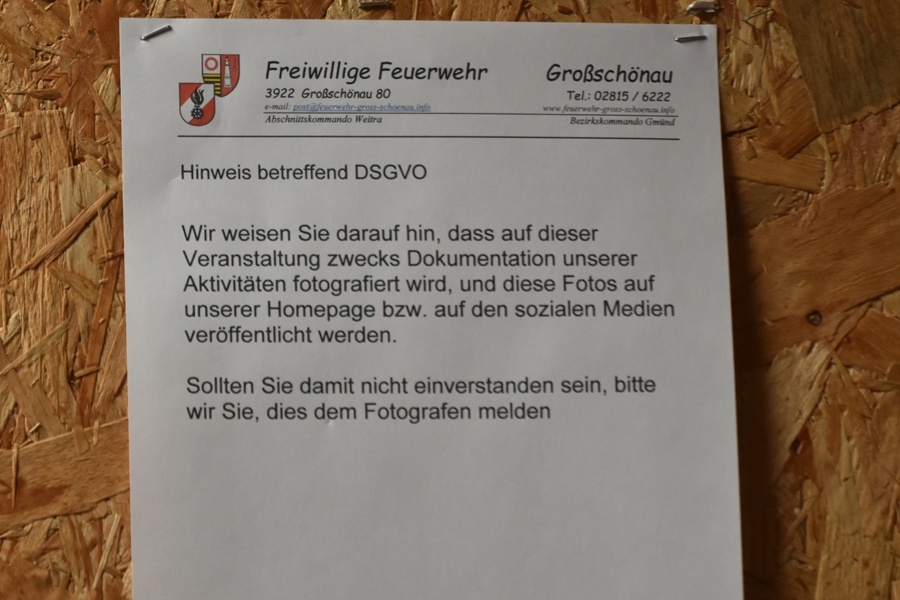 Freiwillige Feuerwehr Großschönau
3922 Großschönau 80 Tel.: 02815 / 6222
e-mail: post@feuerwehr-gross-schoenau.info www.feuerwehr-gross-schoenau.info
Abschnittskommando Weitra Bezirkskommando Gmünd
Hinweis betreffend DSGVO
Wir weisen Sie darauf hin, dass auf dieser
Veranstaltung zwecks Dokumentation unserer
Aktivitäten fotografiert wird, und diese Fotos auf
unserer Homepage bzw. auf den sozialen Medien
veröffentlicht werden.
Sollten Sie damit nicht einverstanden sein, bitte
wir Sie, dies dem Fotografen melden